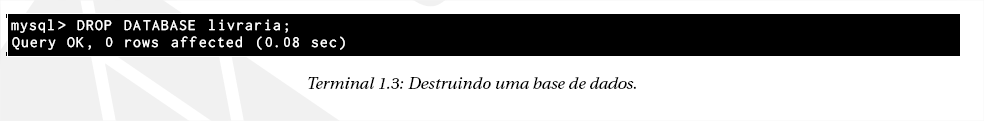 mysql> DROP DATABASE livraria;
Query OK, 0 rows affected (0.08 sec)
Terminal 1.3: Destruindo uma base de dados.